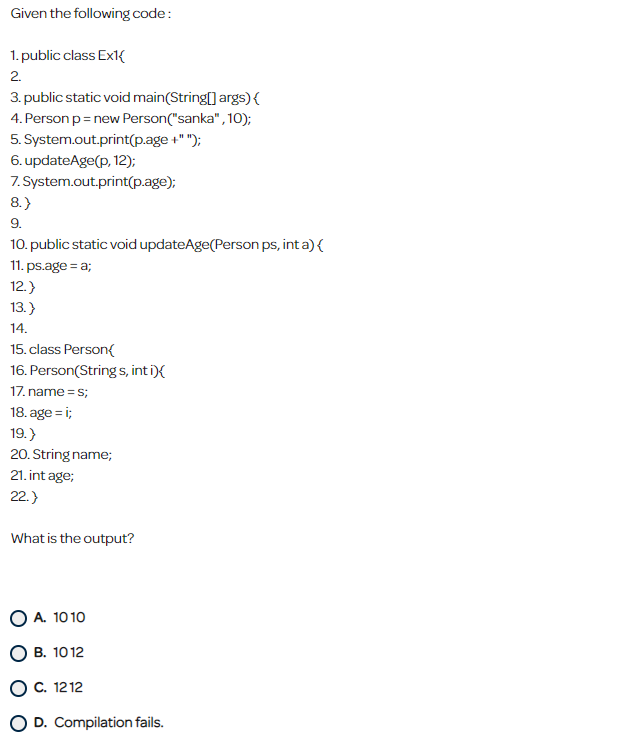 Given the following code :
1. public class Ex1{
2.
3. public static void main(String[] args) {
4. Person p = new Person("sanka" , 10);
5. System.out.print(p.age +" ");
6. updateAge(p, 12);
7. System.out.print(p.age);
8. }
9.
10. public static void updateAge(Person ps, int a) {
11. ps.age = a;
12. }
13. }
14.
15. class Person{
16. Person(String s, int i){
17. name = s;
18. age = i;
19. }
20. String name;
21. int age;
22. }
What is the output?
A. 10 10
B. 10 12
C. 12 12
D. Compilation fails.